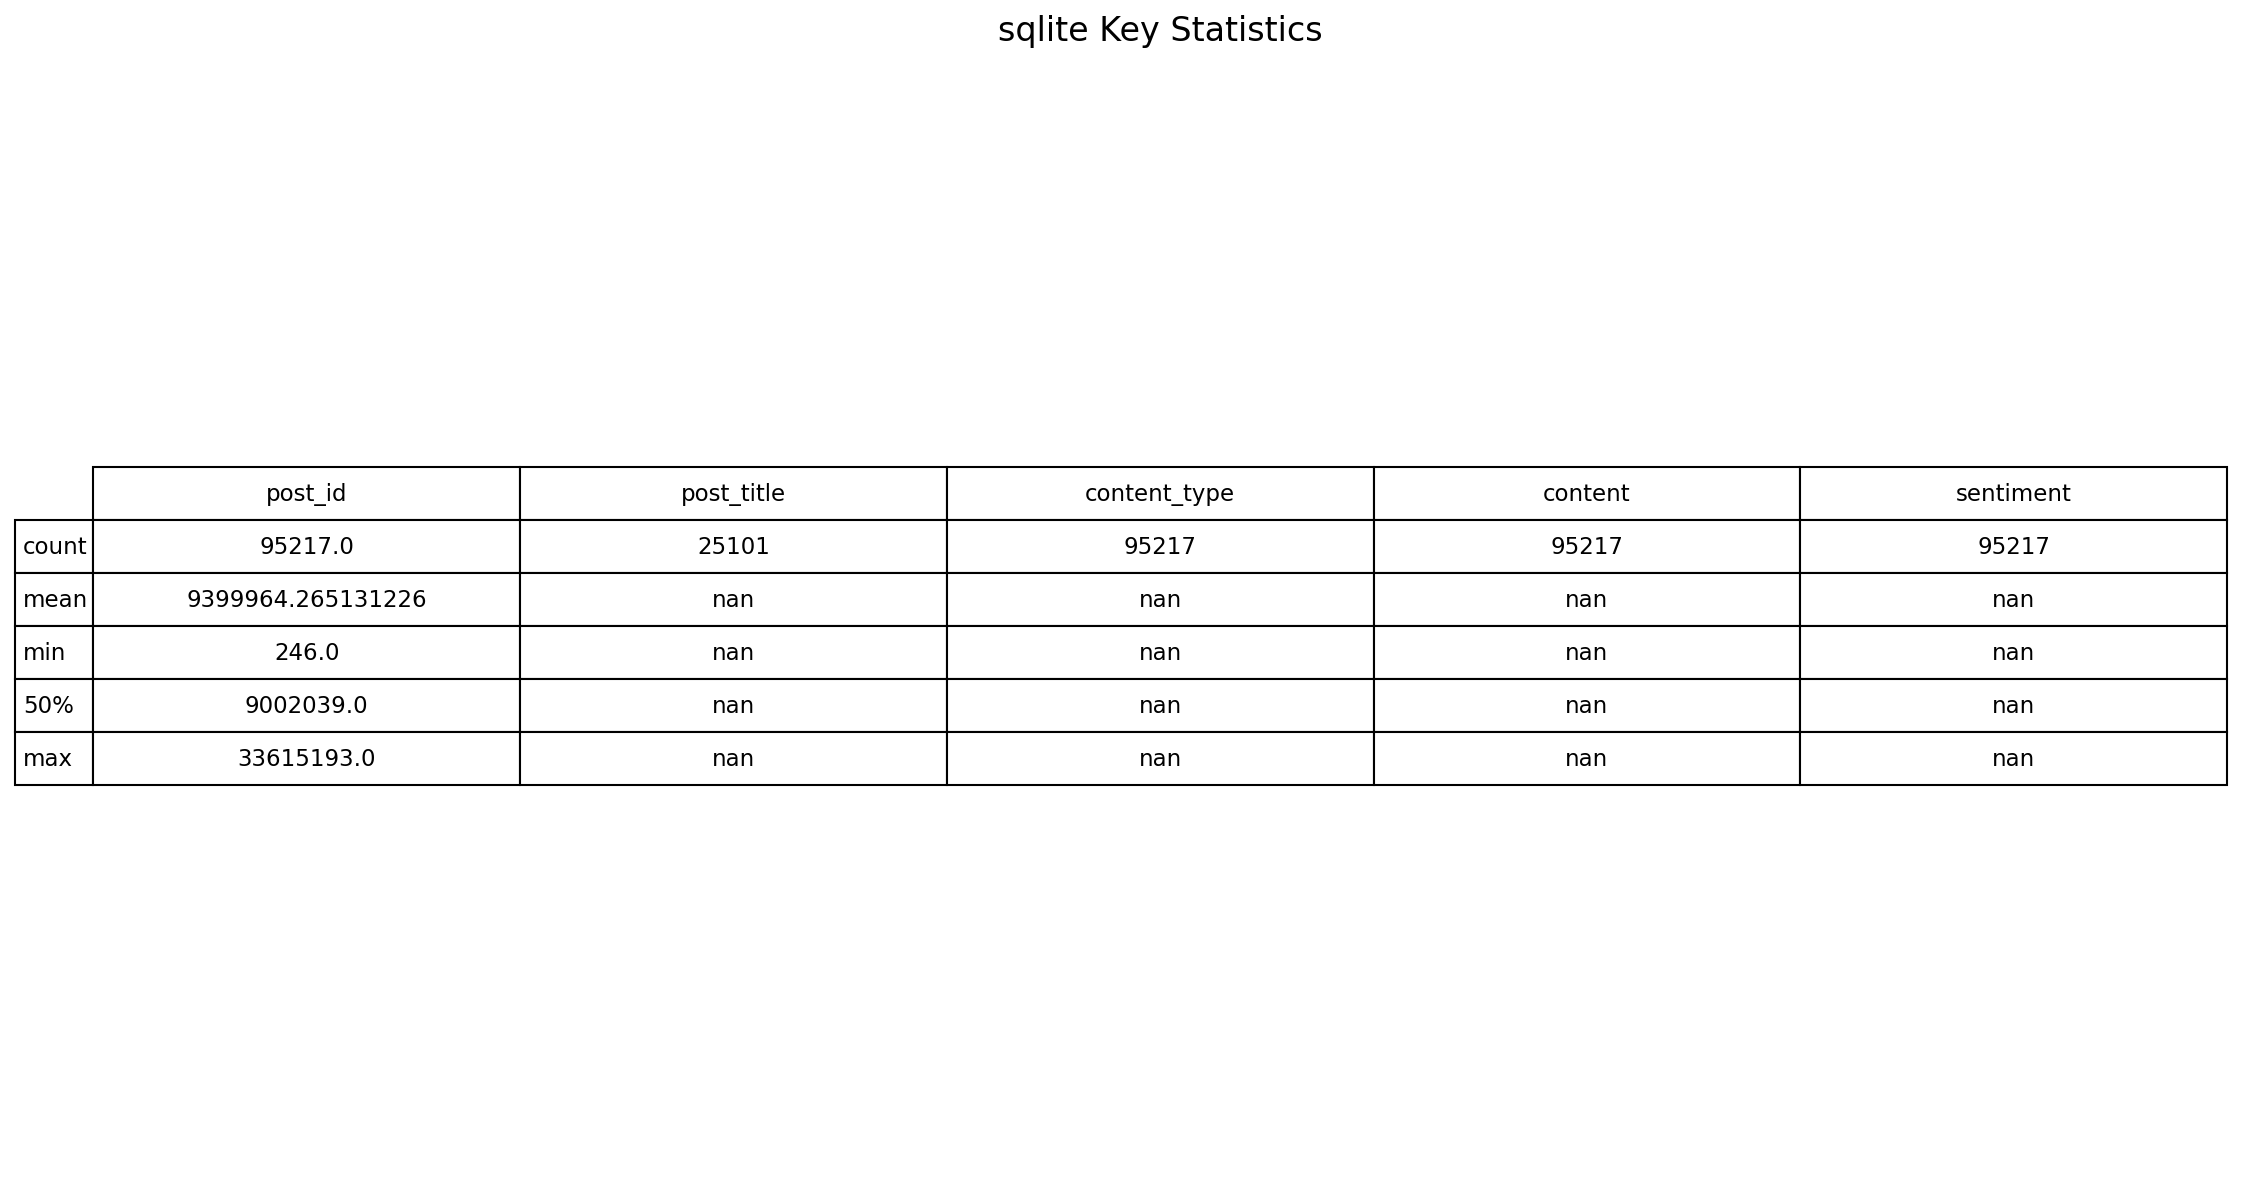 sqlite Key Statistics
post_id post_title content_type content sentiment
count 95217.0 25101 95217 95217 95217
mean 9399964.265131226 nan nan nan nan
min 246.0 nan nan nan nan
50% 9002039.0 nan nan nan nan
max 33615193.0 nan nan nan nan